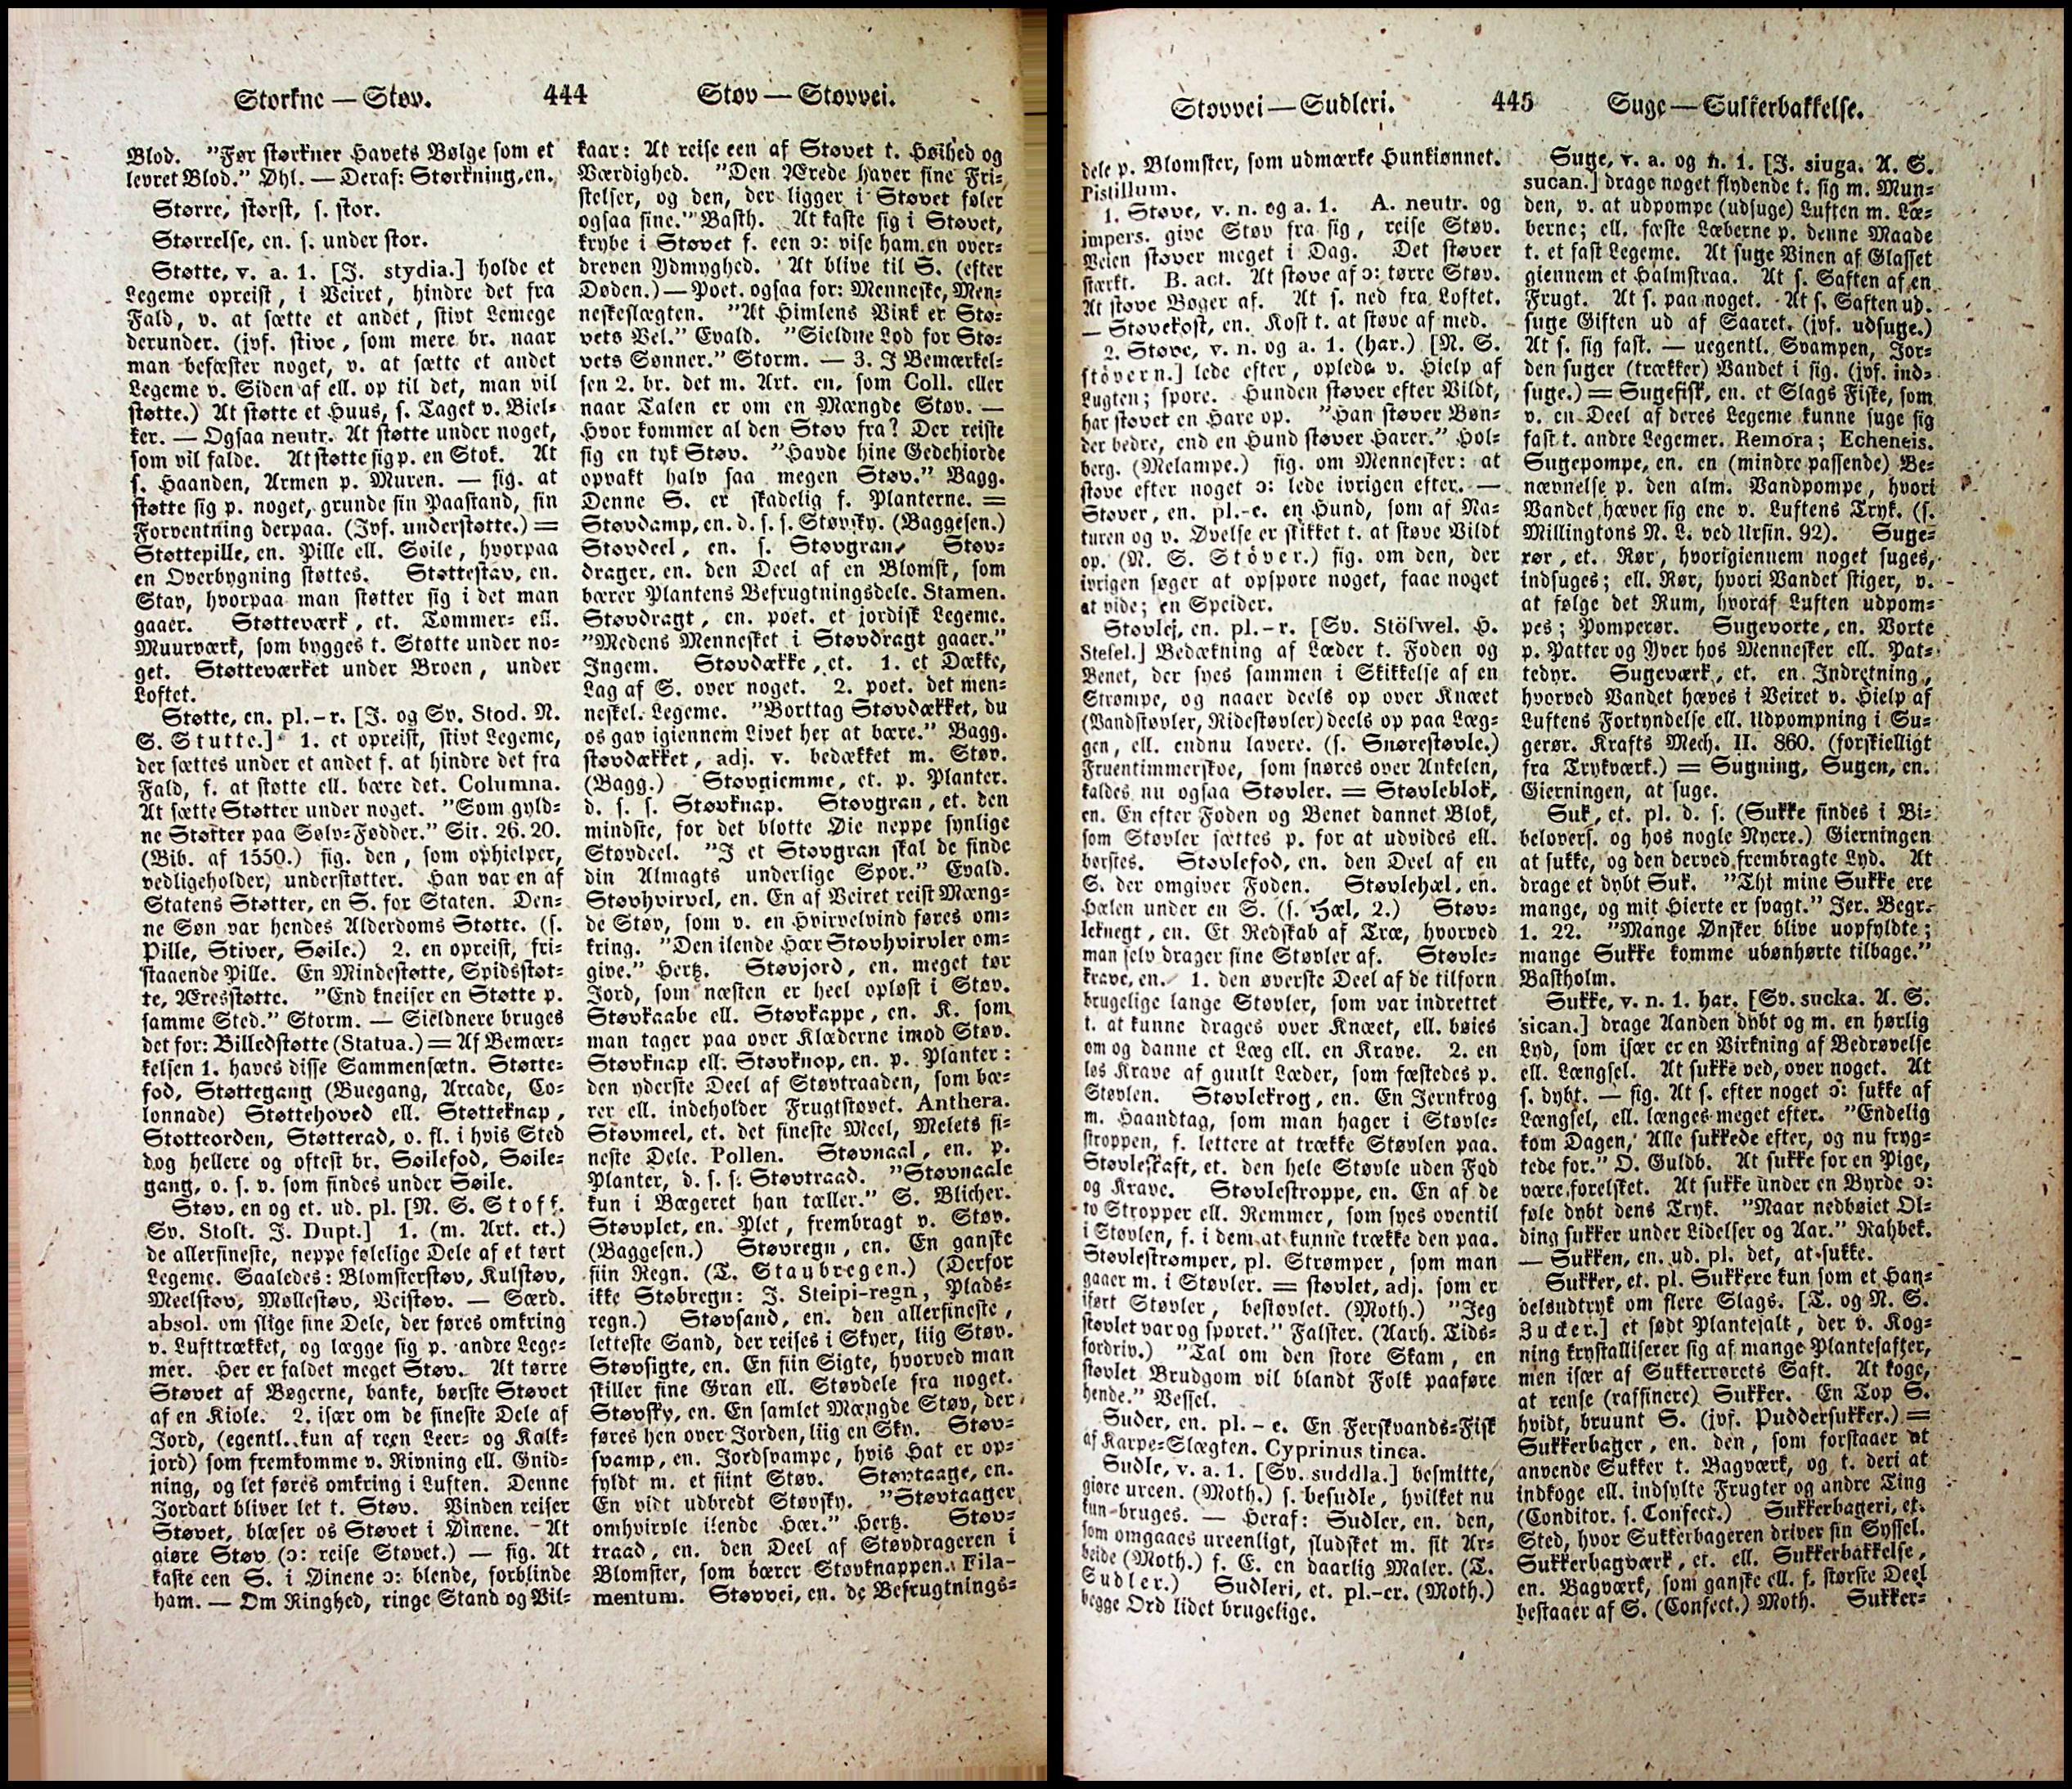 Størkne — Støv.
444
Støv — Støvvei.
Blod. "Før størkner Havets Bølge som et
levret Blod." Øhl. — Deraf: Størkning, en.
Større, størst, s. stor.
Størrelse, en. s. under stor.
Støtte, v. a. 1. [J. stydia.] holde et
Legeme opreist, i Veiret, hindre det fra
Fald, v. at sætte et andet, stivt Lemege
derunder. (jvf. stive, som mere br. naar
man befæster noget, v. at sætte et andet
Legeme v. Siden af ell. op til det, man vil
støtte.) At støtte et Huus, s. Taget v. Biel-
ker. — Ogsaa neutr. At støtte under noget,
som vil falde. At støtte sig p. en Stok. At
s. Haanden, Armen p. Muren. — fig. at
støtte sig p. noget, grunde sin Paastand, sin
Forventning derpaa. (Jvf. understøtte.) =
Støttepille, en. Pille ell. Søile, hvorpaa
en Overbygning støttes. Støttestav, en.
Stav, hvorpaa man støtter sig i det man
gaaer. Støtteværk, et. Tømmer- ell.
Muurværk, som bygges t. Støtte under no-
get. Støtteværket under Broen, under
Loftet.
Støtte, en. pl.-r. [J. og Sv. Stod. N.
S. Stutte.] 1. et opreist, stivt Legeme,
der sættes under et andet f. at hindre det fra
Fald, f. at støtte ell. bære det. Columna.
At sætte Støtter under noget. "Som gyld-
ne Støtter paa Sølv-Fødder." Sir. 26. 20.
(Bib. af 1550.) fig. den, som ophielper,
vedligeholder, understøtter. Han var en af
Statens Støtter, en S. for Staten. Den-
ne Søn var hendes Alderdoms Støtte. (s.
Pille, Stiver, Søile.) 2. en opreist, fri-
staaende Pille. En Mindestøtte, Spidsstøt-
te, Æresstøtte. "End kneiser en Støtte p.
samme Sted." Storm. — Sieldnere bruges
det for: Billedstøtte (Statua.) = Af Bemær-
kelsen 1. haves disse Sammensætn. Støtte-
fod, Støttegang (Buegang, Arcade, Co-
lonnade) Støttehoved ell. Støtteknap,
Støtteorden, Støtterad, o. fl. i hvis Sted
dog hellere og oftest br. Søilefod, Søile-
gang, o. s. v. som findes under Søile.
Støv, en og et. ud. pl. [N. S. Stoff.
Sv. Stoft. J. Dupt.] 1. (m. Art. et.)
de allerfineste, neppe følelige Dele af et tørt
Legeme. Saaledes: Blomsterstøv, Kulstøv,
Meelstøv, Møllestøv, Veistøv. — Særd.
absol. om slige fine Dele, der føres omkring
v. Lufttrækket, og lægge sig p. andre Lege-
mer. Her er faldet meget Støv. At tørre
Støvet af Bøgerne, banke, børste Støvet
af en Kiole. 2. især om de fineste Dele af
Jord, (egentl. kun af reen Leer- og Kalk-
jord) som fremkomme v. Rivning ell. Gnid-
ning, og let føres omkring i Luften. Denne
Jordart bliver let t. Støv. Vinden reiser
Støvet, blæser os Støvet i Øinene. — At
giøre Støv (ɔ: reise Støvet.) — fig. At
kaste een S. i Øinene ɔ: blende, forblinde
ham. — Om Ringhed, ringe Stand og Vil-
kaar: At reise een af Støvet t. Høihed og
Værdighed. "Den Ærede haver sine Fri-
stelser, og den, der ligger i Støvet føler
ogsaa sine." Basth. At kaste sig i Støvet,
krybe i Støvet f. een ɔ: vise ham en over-
dreven Ydmyghed. At blive til S. (efter
Døden.) — Poet. ogsaa for: Menneske, Men-
neskeslægten. "At Himlens Vink er Stø-
vets Vel." Evald. "Sieldne Lod for Stø-
vets Sønner." Storm. — 3. I Bemærkel-
sen 2. br. det m. Art. en, som Coll. eller
naar Talen er om en Mængde Støv. —
Hvor kommer al den Støv fra? Der reiste
sig en tyk Støv. "Havde hine Gedehiorde
opvakt halv saa megen Støv." Bagg.
Denne S. er skadelig f. Planterne. =
Støvdamp, en. d. s. s. Støvsky. (Baggesen.)
Støvdeel, en. s. Støvgran. Støv-
drager, en. den Deel af en Blomst, som
bærer Plantens Befrugtningsdele. Stamen.
Støvdragt, en. poet. et jordisk Legeme.
"Medens Mennesket i Støvdragt gaaer."
Ingem. Støvdække, et. 1. et Dække,
Lag af S. over noget. 2. poet. det men-
neskel. Legeme. "Borttag Støvdækket, du
os gav igiennem Livet her at bære." Bagg.
støvdækket, adj. v. bedækket m. Støv.
(Bagg.) Støvgiemme, et. p. Planter.
d. s. s. Støvknap. Støvgran, et. den
mindste, for det blotte Øie neppe synlige
Støvdeel. "I et Støvgran skal de finde
din Almagts underlige Spor." Evald.
Støvhvirvel, en. En af Veiret reist Mæng-
de Støv, som v. en Hvirvelvind føres om-
kring. "Den ilende Hær Støvhvirvler om-
give." Hertz. Støvjord, en. meget tør
Jord, som næsten er heel opløst i Støv.
Støvkaabe ell. Støvkappe, en. K. som
man tager paa over Klæderne imod Støv.
Støvknap ell. Støvknop, en. p. Planter:
den yderste Deel af Støvtraaden, som bæ-
rer ell. indeholder Frugtstøvet. Anthera.
Støvmeel, et. det fineste Meel, Melets fi-
neste Dele. Pollen. Støvnaal, en. p.
Planter, d. s. s. Støvtraad. "Støvnaale
kun i Bægeret han tæller." S. Blicher.
Støvplet, en. Plet, frembragt v. Støv.
(Baggesen.) Støvregn, en. En ganske
fiin Regn. (T. Staubregen.) (Derfor
ikke Støbregn: J. Steipi-regn, Plads-
regn.) Støvsand, en. den allerfineste,
letteste Sand, der reises i Skyer, liig Støv.
Støvsigte, en. En fiin Sigte, hvorved man
skiller fine Gran ell. Støvdele fra noget.
Støvsky, en. En samlet Mængde Støv, der
føres hen over Jorden, liig en Sky. Støv-
svamp, en. Jordsvampe, hvis Hat er op-
fyldt m. et fiint Støv. Støvtaage, en.
En vidt udbredt Støvsky. "Støvtaager
omhvirvle ilende Hær." Hertz. Støv-
traad, en. den Deel af Støvdrageren i
Blomster, som bærer Støvknappen. Fila-
mentum. Støvvei, en. de Befrugtnings-
Støvvei — Sudleri.
445
Suge — Sukkerbakkelse.
dele p. Blomster, som udmærke Hunkiønnet.
Pistillum.
1. Støve, v. n. og a. 1. A. neutr. og
impers. give Støv fra sig, reise Støv.
Veien støver meget i Dag. Det støver
stærkt. B. act. At støve af ɔ: tørre Støv.
At støve Bøger af. At s. ned fra Loftet.
— Støvekost, en. Kost t. at støve af med.
2. Støve, v. n. og a. 1. (har.) [N. S.
stövern.] lede efter, oplede v. Hielp af
Lugten; spore. Hunden støver efter Vildt,
har støvet en Hare op. "Han støver Bøn-
der bedre, end en Hund støver Harer." Hol-
berg. (Melampe.) fig. om Mennesker: at
støve efter noget ɔ: lede ivrigen efter. —
Støver, en. pl.-e. en Hund, som af Na-
turen og v. Øvelse er skikket t. at støve Vildt
op. (N. S. Stöver.) fig. om den, der
ivrigen søger at opspore noget, faae noget
at vide; en Speider.
Støvle, en. pl.-r. [Sv. Stöfwel. H.
Stefel.] Bedækning af Læder t. Foden og
Benet, der syes sammen i Skikkelse af en
Strømpe, og naaer deels op over Knæet
(Vandstøvler, Ridestøvler) deels op paa Læg-
gen, ell. endnu lavere. (s. Snørestøvle.)
Fruentimmerskoe, som snøres over Ankelen,
kaldes nu ogsaa Støvler. = Støvleblok,
en. En efter Foden og Benet dannet Blok,
som Støvler sættes p. for at udvides ell.
børstes. Støvlefod, en. den Deel af en
S. der omgiver Foden. Støvlehæl, en.
Hælen under en S. (s. Hæl, 2.) Støv-
leknegt, en. Et Redskab af Træ, hvorved
man selv drager sine Støvler af. Støvle-
krave, en. 1. den øverste Deel af de tilforn
brugelige lange Støvler, som var indrettet
t. at kunne drages over Knæet, ell. bøies
om og danne et Læg ell. en Krave. 2. en
løs Krave af guult Læder, som fæstedes p.
Støvlen. Støvlekrog, en. En Jernkrog
m. Haandtag, som man hager i Støvle-
stroppen, f. lettere at trække Støvlen paa.
Støvleskaft, et. den hele Støvle uden Fod
og Krave. Støvlestroppe, en. En af de
to Stropper ell. Remmer, som syes oventil
i Støvlen, f. i dem at kunne trække den paa.
Støvlestrømper, pl. Strømper, som man
gaaer m. i Støvler. = støvlet, adj. som er
iført Støvler, bestøvlet. (Moth.) "Jeg
støvlet var og sporet." Falster. (Aarh. Tids-
fordriv.) "Tal om den store Skam, en
støvlet Brudgom vil blandt Folk paaføre
hende." Vessel.
Suder, en. pl. - e. En Ferskvands-Fisk
af Karpe-Slægten. Cyprinus tinca.
Sudle, v. a. 1. [Sv. suddla.] besmitte,
giøre ureen. (Moth.) s. besudle, hvilket nu
kun bruges. — Heraf: Sudler, en. den,
som omgaaes ureenligt, sludsket m. sit Ar-
beide (Moth.) f. E. en daarlig Maler. (T.
Sudler.) Sudleri, et. pl.-er. (Moth.)
begge Ord lidet brugelige.
Suge, v. a. og n. 1. [J. siuga. A. S.
sucan.] drage noget flydende t. sig m. Mun-
den, v. at udpompe (udsuge) Luften m. Læ-
berne; ell. fæste Læberne p. denne Maade
t. et fast Legeme. At suge Vinen af Glasset
giennem et Halmstraa. At s. Saften af en
Frugt. At s. paa noget. At s. Saften ud.
suge Giften ud af Saaret. (jvf. udsuge.)
At s. sig fast. — uegentl. Svampen, Jor-
den suger (trækker) Vandet i sig. (jvf. ind-
suge.) = Sugefisk, en. et Slags Fiske, som
v. en Deel af deres Legeme kunne suge sig
fast t. andre Legemer. Remora; Echeneis.
Sugepompe, en. en (mindre passende) Be-
nævnelse p. den alm. Vandpompe, hvori
Vandet hæver sig ene v. Luftens Tryk. (s.
Millingtons N. L. ved Ursin. 92). Suge-
rør, et. Rør, hvorigiennem noget suges,
indsuges; ell. Rør, hvori Vandet stiger, v.
at følge det Rum, hvoraf Luften udpom-
pes; Pomperør. Sugevorte, en. Vorte
p. Patter og Yver hos Mennesker ell. Pat-
tedyr. Sugeværk, et. en Indretning,
hvorved Vandet hæves i Veiret v. Hielp af
Luftens Fortyndelse ell. Udpompning i Su-
gerør. Krafts Mech. II. 860. (forskielligt
fra Trykværk.) = Sugning, Sugen, en.
Gierningen, at suge.
Suk, et. pl. d. s. (Sukke findes i Bi-
belovers. og hos nogle Nyere.) Gierningen
at sukke, og den derved frembragte Lyd. At
drage et dybt Suk. "Thi mine Sukke ere
mange, og mit Hierte er svagt." Jer. Begr.
1. 22. "Mange Ønsker blive uopfyldte;
mange Sukke komme ubønhørte tilbage."
Bastholm.
Sukke, v. n. 1. har. [Sv. sucka. A. S.
sican.] drage Aanden dybt og m. en hørlig
Lyd, som især er en Virkning af Bedrøvelse
ell. Længsel. At sukke ved, over noget. At
s. dybt. — fig. At s. efter noget ɔ: sukke af
Længsel, ell. længes meget efter. "Endelig
kom Dagen, Alle sukkede efter, og nu fryg-
tede for." O. Guldb. At sukke for en Pige,
være forelsket. At sukke under en Byrde ɔ:
føle dybt dens Tryk. "Naar nedbøiet Ol-
ding sukker under Lidelser og Aar." Rahbek.
— Sukken, en. ud. pl. det, at sukke.
Sukker, et. pl. Sukkere kun som et Han-
delsudtryk om flere Slags. [T. og N. S.
Zucker.] et sødt Plantesalt, der v. Kog-
ning krystalliserer sig af mange Plantesafter,
men især af Sukkerrørets Saft. At koge,
at rense (raffinere) Sukker. En Top S.
hvidt, bruunt S. (jvf. Puddersukker.) =
Sukkerbager, en. den, som forstaaer at
anvende Sukker t. Bagværk, og t. deri at
indkoge ell. indsylte Frugter og andre Ting
(Conditor. s. Confect.) Sukkerbageri, et.
Sted, hvor Sukkerbageren driver sin Syssel.
Sukkerbagværk, et. ell. Sukkerbakkelse,
en. Bagværk, som ganske ell. f. største Deel
bestaaer af S. (Confect.) Moth. Sukker-